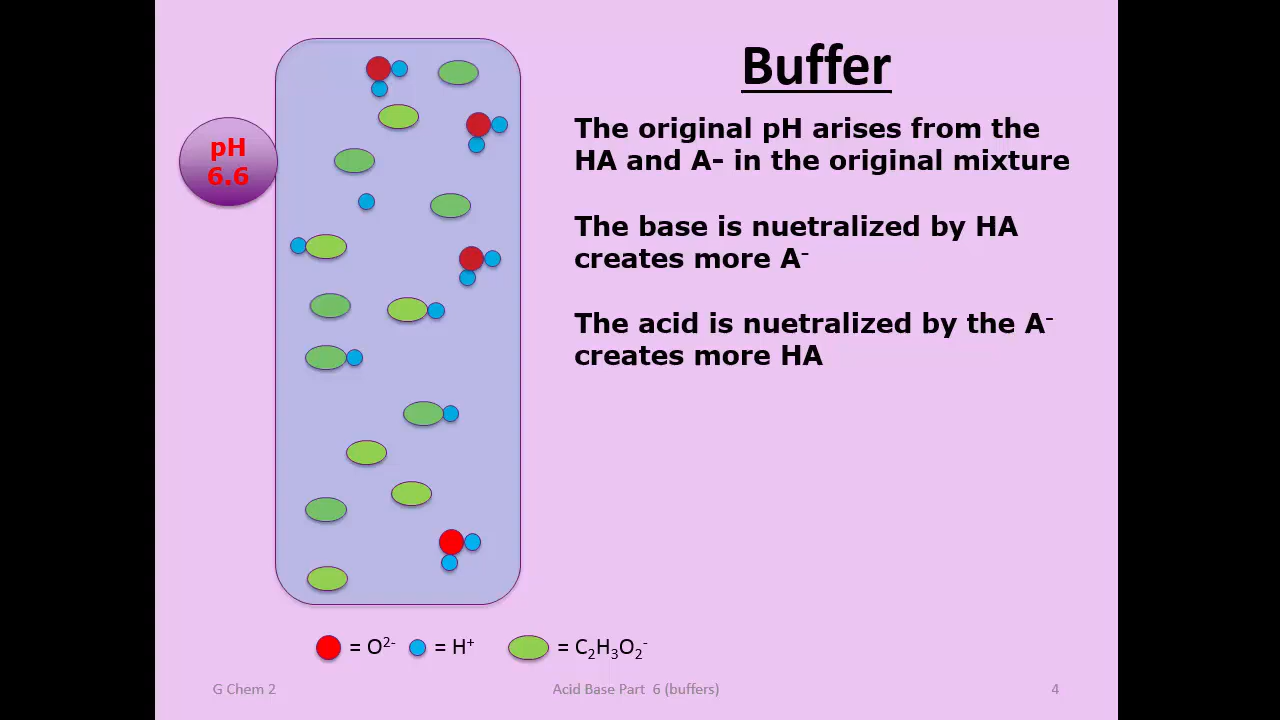 Buffer
pH
6.6
The original pH arises from the
HA and A- in the original mixture
The base is nuetralized by HA
creates more A⁻
The acid is nuetralized by the A⁻
creates more HA
= O²⁻ = H⁺ = C₂H₃O₂⁻
G Chem 2 Acid Base Part 6 (buffers) 4